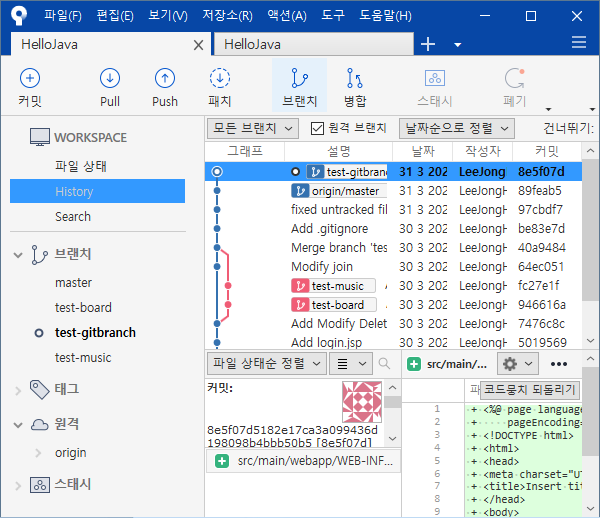 파일(F) 편집(E) 보기(V) 저장소(R) 액션(A) 도구 도움말(H)
HelloJava HelloJava
커밋 Pull Push 패치 브랜치 병합 스태시 폐기
WORKSPACE
파일 상태
History
Search
브랜치
master
test-board
test-gitbranch
test-music
태그
원격
origin
스태시
모든 브랜치 원격 브랜치 날짜순으로 정렬 건너뛰기:
그래프 설명 날짜 작성자 커밋
test-gitbranch 31 3 202 LeeJong 8e5f07d
origin/master 31 3 202 LeeJongH 89feab5
fixed untracked fil 31 3 202 LeeJongH 97cbdf7
Add .gitignore 30 3 202 LeeJongH be83e7d
Merge branch 'tes 30 3 202 LeeJongH 40a9484
Modify join 30 3 202 LeeJongH 64ec051
test-music 30 3 202 LeeJongH fc27e1f
test-board 30 3 202 LeeJongH 946616a
Add Modify Delet 30 3 202 LeeJongH 7476c8c
Add login.jsp 30 3 202 LeeJongH 5019569
파일 상태순 정렬
커밋:
8e5f07d5182e17ca3a099436d
198098b4bbb50b5 [8e5f07d]
src/main/webapp/WEB-INF...
src/main/...
코드뭉치 되돌리기
1 + <%@ page language
2 + pageEncoding=
3 + <!DOCTYPE html>
4 + <html>
5 + <head>
6 + <meta charset="UT
7 + <title>Insert tit
8 + </head>
9 + <body>